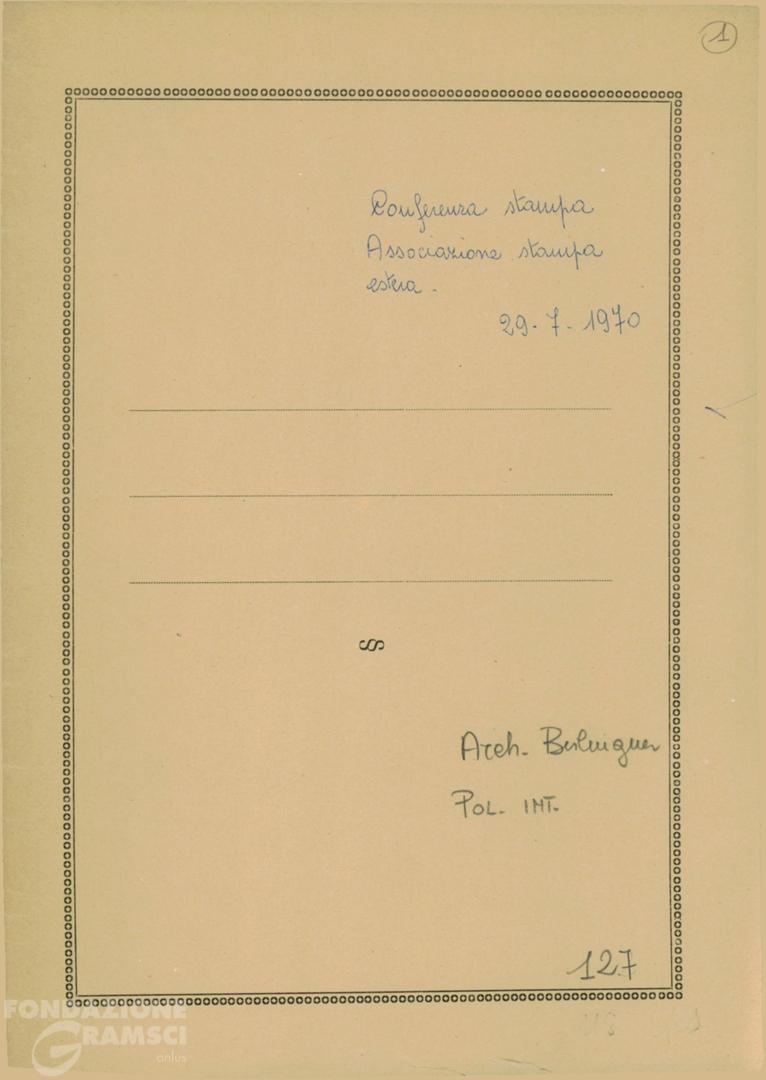 1
Conferenza stampa
Associazione stampa
estera -
29-7-1970
Arch. Berlinguer
POL. INT.
127
FONDAZIONE
GRAMSCI
onlus